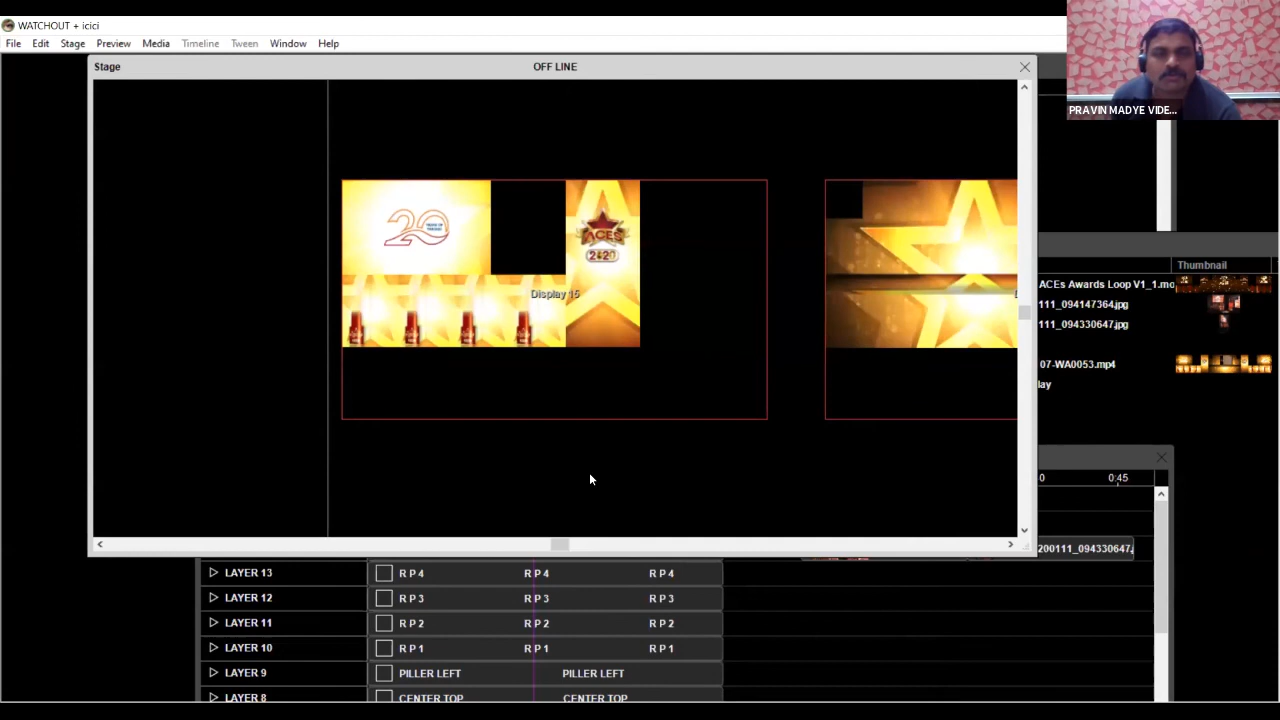 WATCHOUT + icici
File Edit Stage Preview Media Timeline Tween Window Help
PRAVIN MADYE VIDE...
Stage OFF LINE
20
ACES
2420
Display 15
Thumbnail
ACEs Awards Loop V1_1.mo
111_094147364.jpg
111_094330647.jpg
07-WA0053.mp4
lay
0 0:45
200111_094330647.j
LAYER 13 R P 4 R P 4 R P 4
LAYER 12 R P 3 R P 3 R P 3
LAYER 11 R P 2 R P 2 R P 2
LAYER 10 R P 1 R P 1 R P 1
LAYER 9 PILLER LEFT PILLER LEFT
LAYER 8 CENTER TOP CENTER TOP